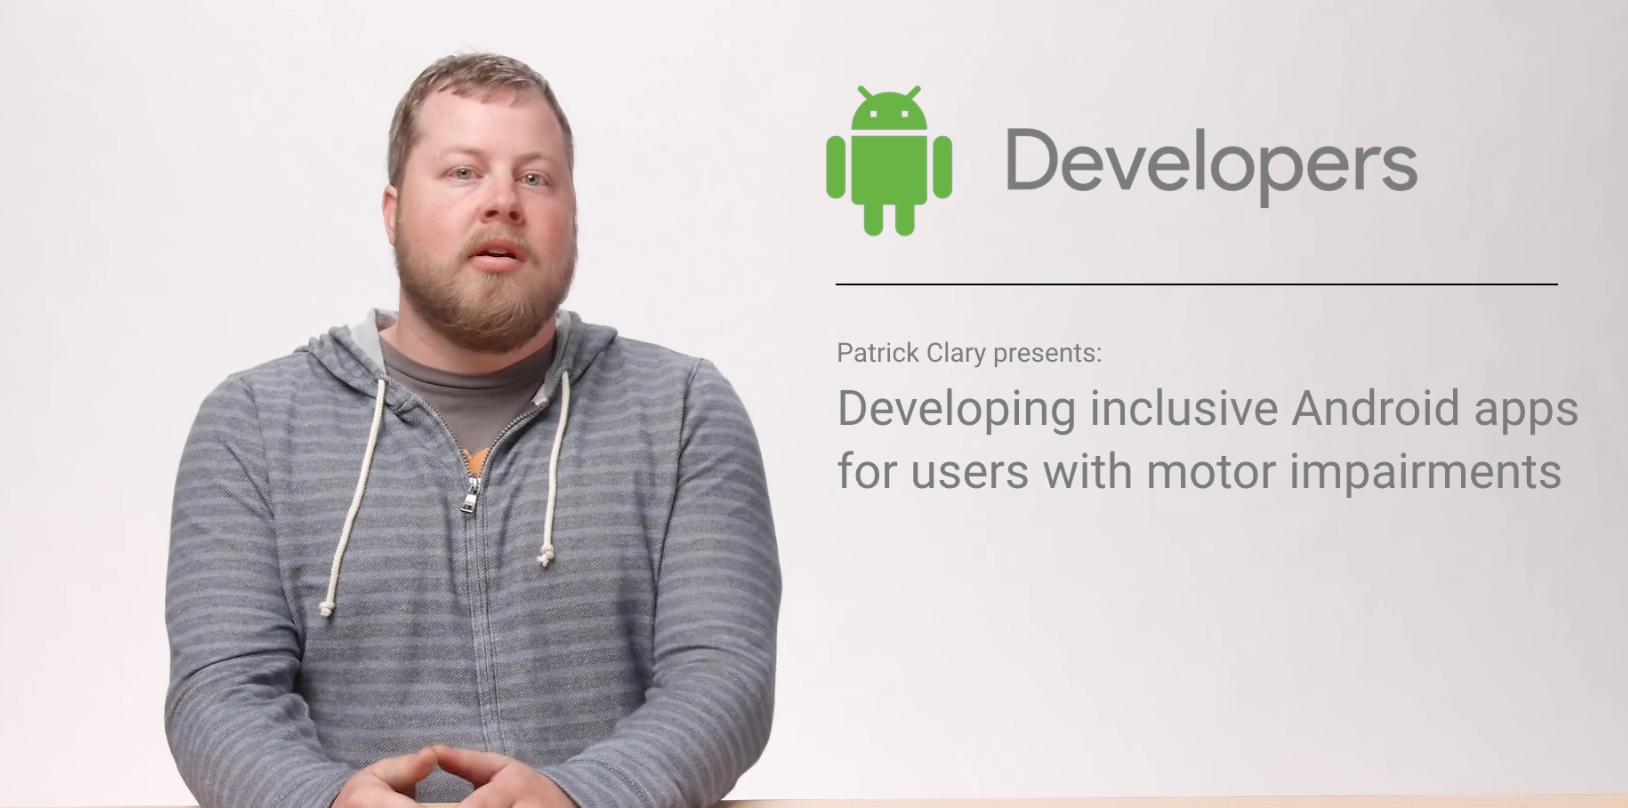 Developers
Patrick Clary presents:
Developing inclusive Android apps
for users with motor impairments